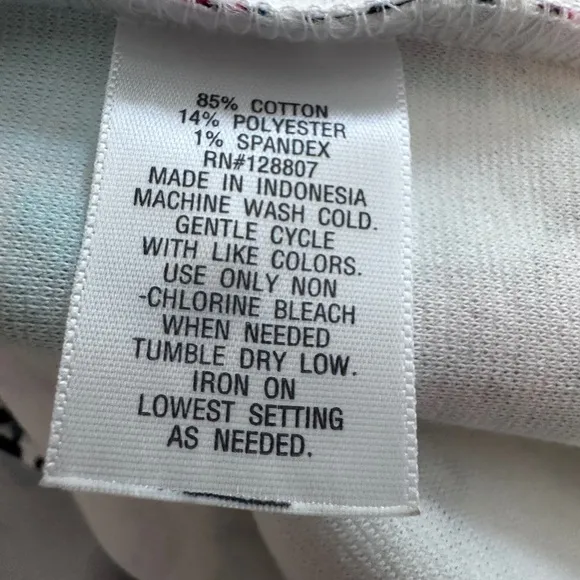 85% COTTON
14% POLYESTER
1% SPANDEX
RN#128807
MADE IN INDONESIA
MACHINE WASH COLD.
GENTLE CYCLE
WITH LIKE COLORS.
USE ONLY NON
-CHLORINE BLEACH
WHEN NEEDED
TUMBLE DRY LOW.
IRON ON
LOWEST SETTING
AS NEEDED.